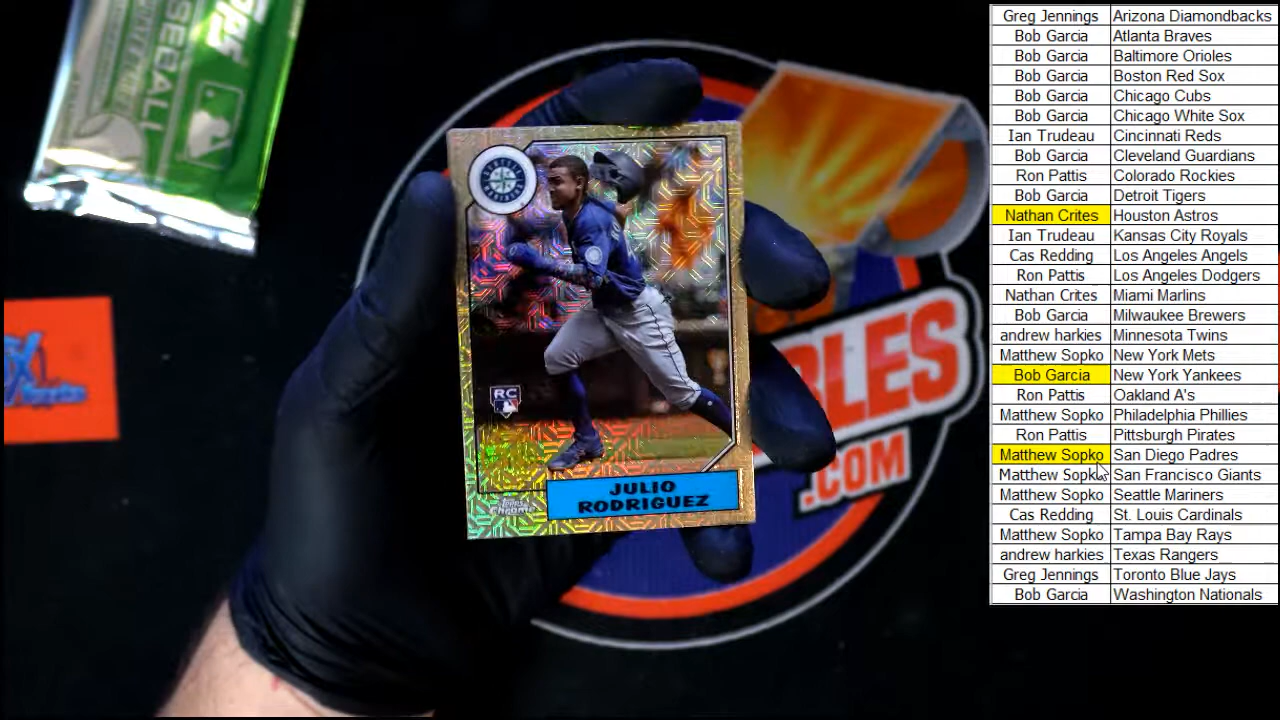 Topps
BASEBALL
RC
Topps
Chrome
JULIO
RODRIGUEZ
BLES
.COM
Greg Jennings Arizona Diamondbacks
Bob Garcia Atlanta Braves
Bob Garcia Baltimore Orioles
Bob Garcia Boston Red Sox
Bob Garcia Chicago Cubs
Bob Garcia Chicago White Sox
Ian Trudeau Cincinnati Reds
Bob Garcia Cleveland Guardians
Ron Pattis Colorado Rockies
Bob Garcia Detroit Tigers
Nathan Crites Houston Astros
Ian Trudeau Kansas City Royals
Cas Redding Los Angeles Angels
Ron Pattis Los Angeles Dodgers
Nathan Crites Miami Marlins
Bob Garcia Milwaukee Brewers
andrew harkies Minnesota Twins
Matthew Sopko New York Mets
Bob Garcia New York Yankees
Ron Pattis Oakland A's
Matthew Sopko Philadelphia Phillies
Ron Pattis Pittsburgh Pirates
Matthew Sopko San Diego Padres
Matthew Sopko San Francisco Giants
Matthew Sopko Seattle Mariners
Cas Redding St. Louis Cardinals
Matthew Sopko Tampa Bay Rays
andrew harkies Texas Rangers
Greg Jennings Toronto Blue Jays
Bob Garcia Washington Nationals